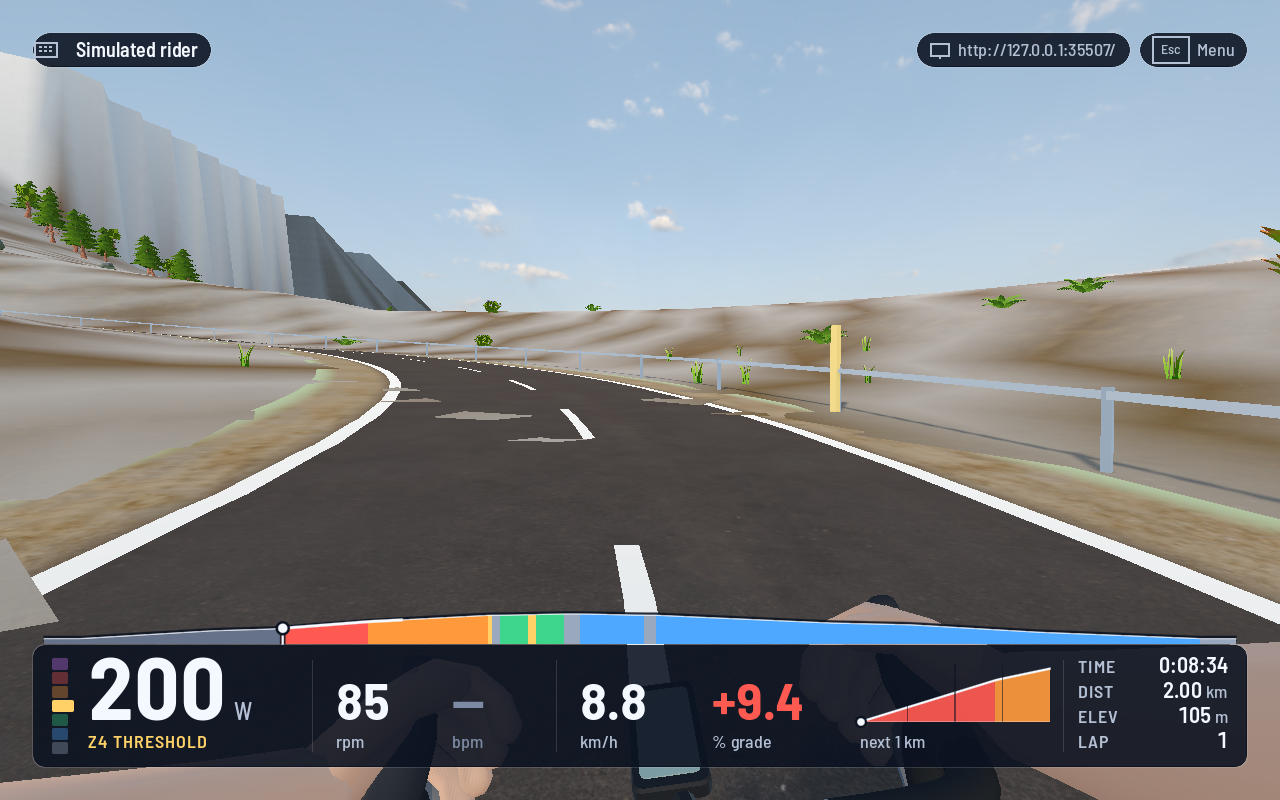 Simulated rider
http://127.0.0.1:35507/
Esc Menu
200 W
Z4 THRESHOLD
85
rpm
—
bpm
8.8
km/h
+9.4
% grade
next 1 km
TIME 0:08:34
DIST 2.00 km
ELEV 105 m
LAP 1